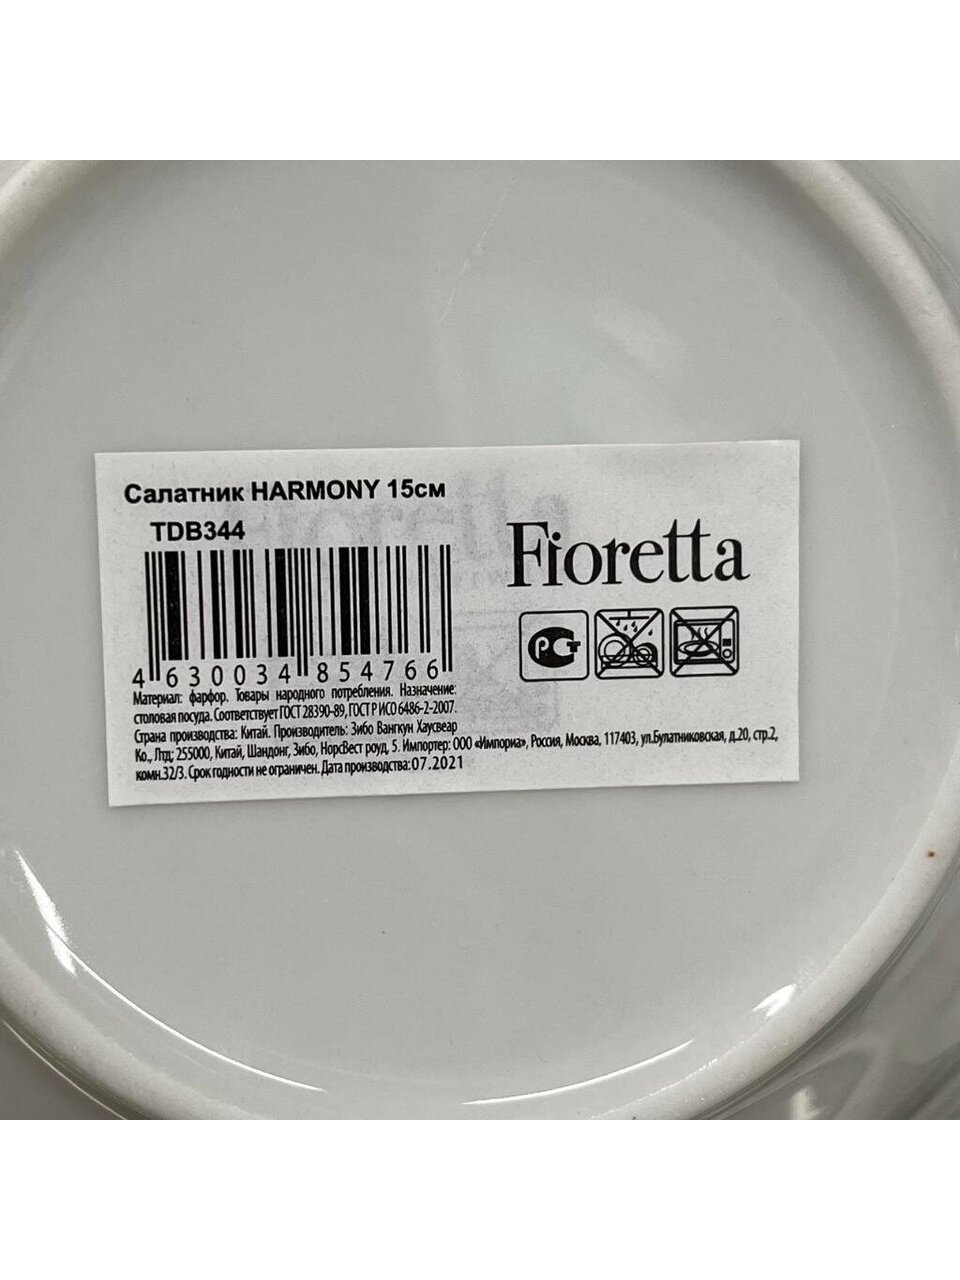 Салатник HARMONY 15см
TDB344
Fioretta
РСТ
4 630034 854766
Материал: фарфор. Товары народного потребления. Назначение:
столовая посуда. Соответствует ГОСТ 28390-89, ГОСТ Р ИСО 6486-2-2007.
Страна производства: Китай. Производитель: Зибо Вангкун Хаусвеар
Ко., Лтд; 255000, Китай, Шандонг, Зибо, НорсВест роуд, 5. Импортер: ООО «Импориа», Россия, Москва, 117403, ул.Булатниковская, д.20, стр.2,
комн.32/3. Срок годности не ограничен. Дата производства: 07.2021